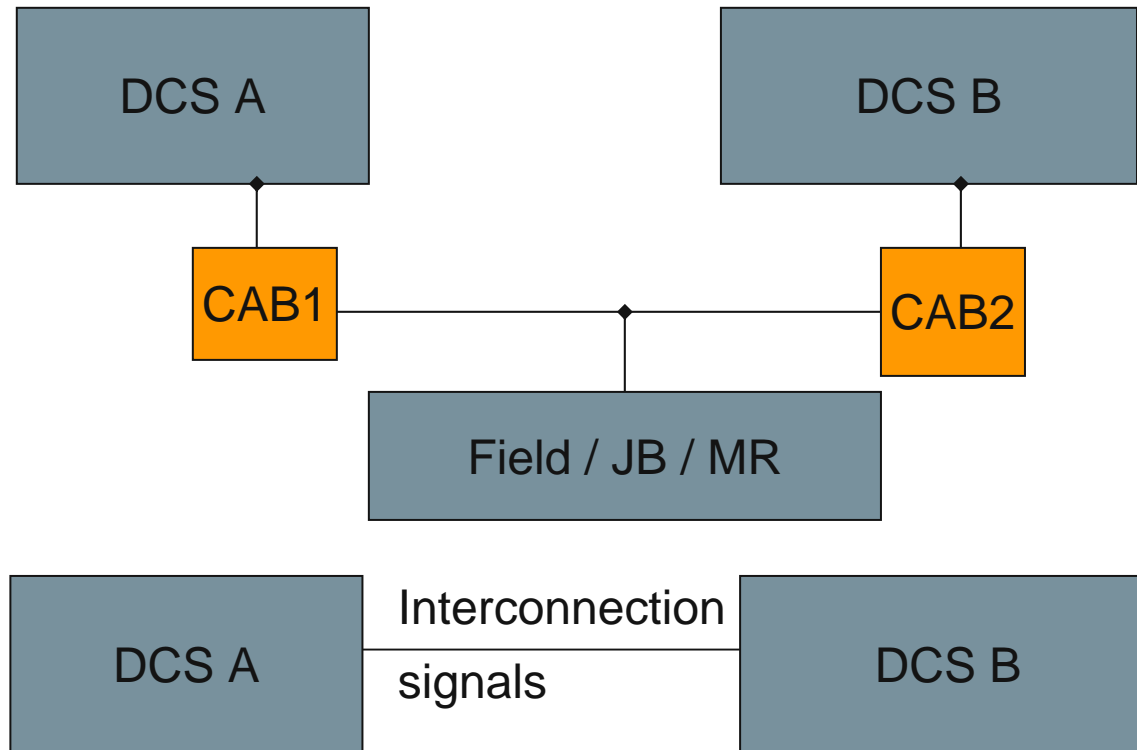 DCS A
DCS B
CAB1
CAB2
Field / JB / MR
DCS A
Interconnection
signals
DCS B